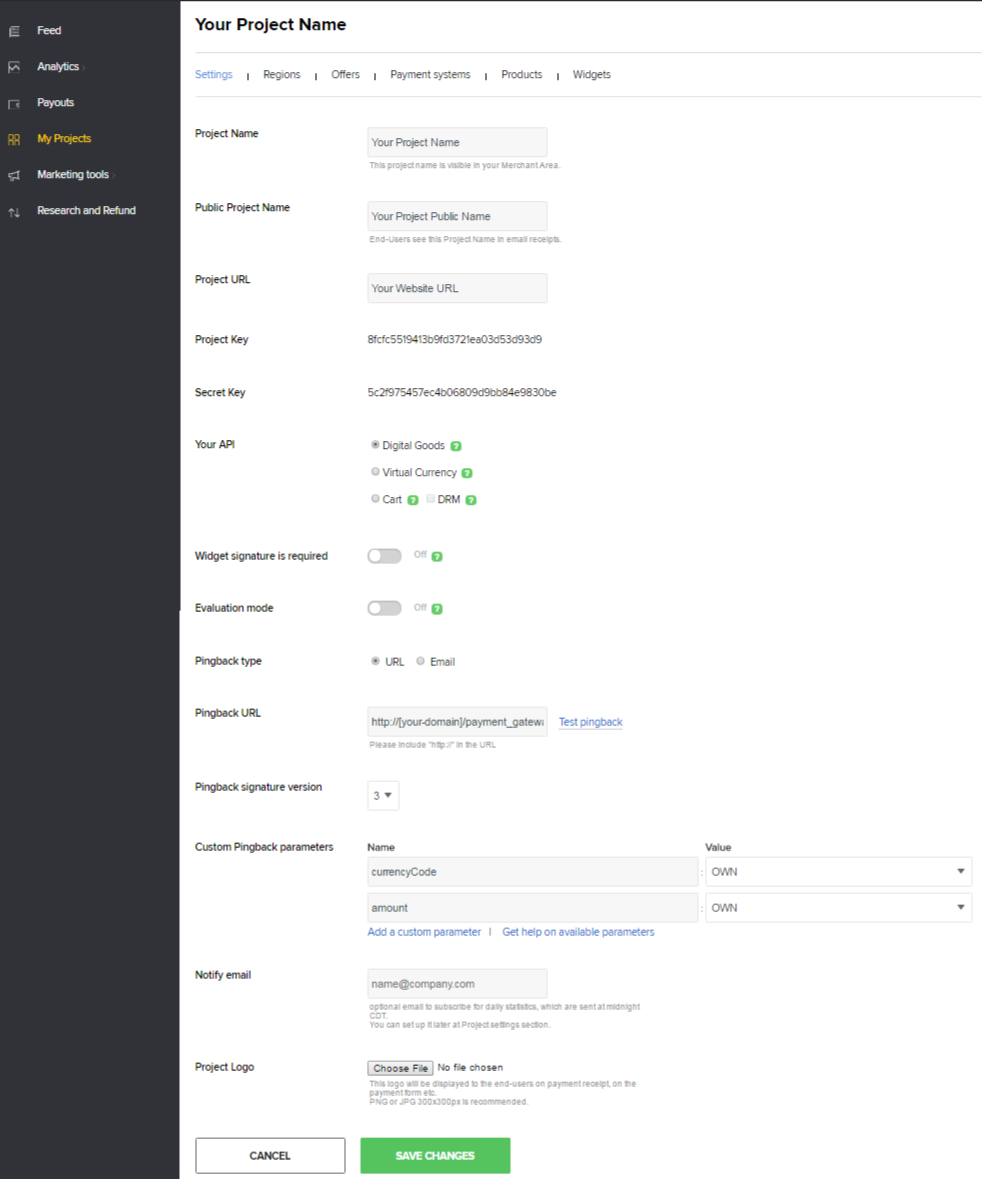 Your Project Name
Feed
Analytics
Payouts
My Projects
Marketing tools
Research and Refund
Settings | Regions | Offers | Payment systems | Products | Widgets
Project Name
Your Project Name
This project name is visible in your Merchant Area.
Public Project Name
Your Project Public Name
End-Users see this Project Name in email receipts.
Project URL
Your Website URL
Project Key
8fcfc5519413b9fd3721ea03d53d93d9
Secret Key
5c2f975457ec4b06809d9bb84e9830be
Your API
Digital Goods ?
Virtual Currency ?
Cart ? DRM ?
Widget signature is required
Off ?
Evaluation mode
Off ?
Pingback type
URL Email
Pingback URL
http://[your-domain]/payment_gatew
Test pingback
Please include "http://" in the URL
Pingback signature version
3
Custom Pingback parameters
Name Value
currencyCode : OWN
amount : OWN
Add a custom parameter | Get help on available parameters
Notify email
name@company.com
optional email to subscribe for daily statistics, which are sent at midnight
CDT.
You can set up it later at Project settings section.
Project Logo
Choose File No file chosen
This logo will be displayed to the end-users on payment receipt, on the
payment form etc.
PNG or JPG 300x300px is recommended.
CANCEL SAVE CHANGES